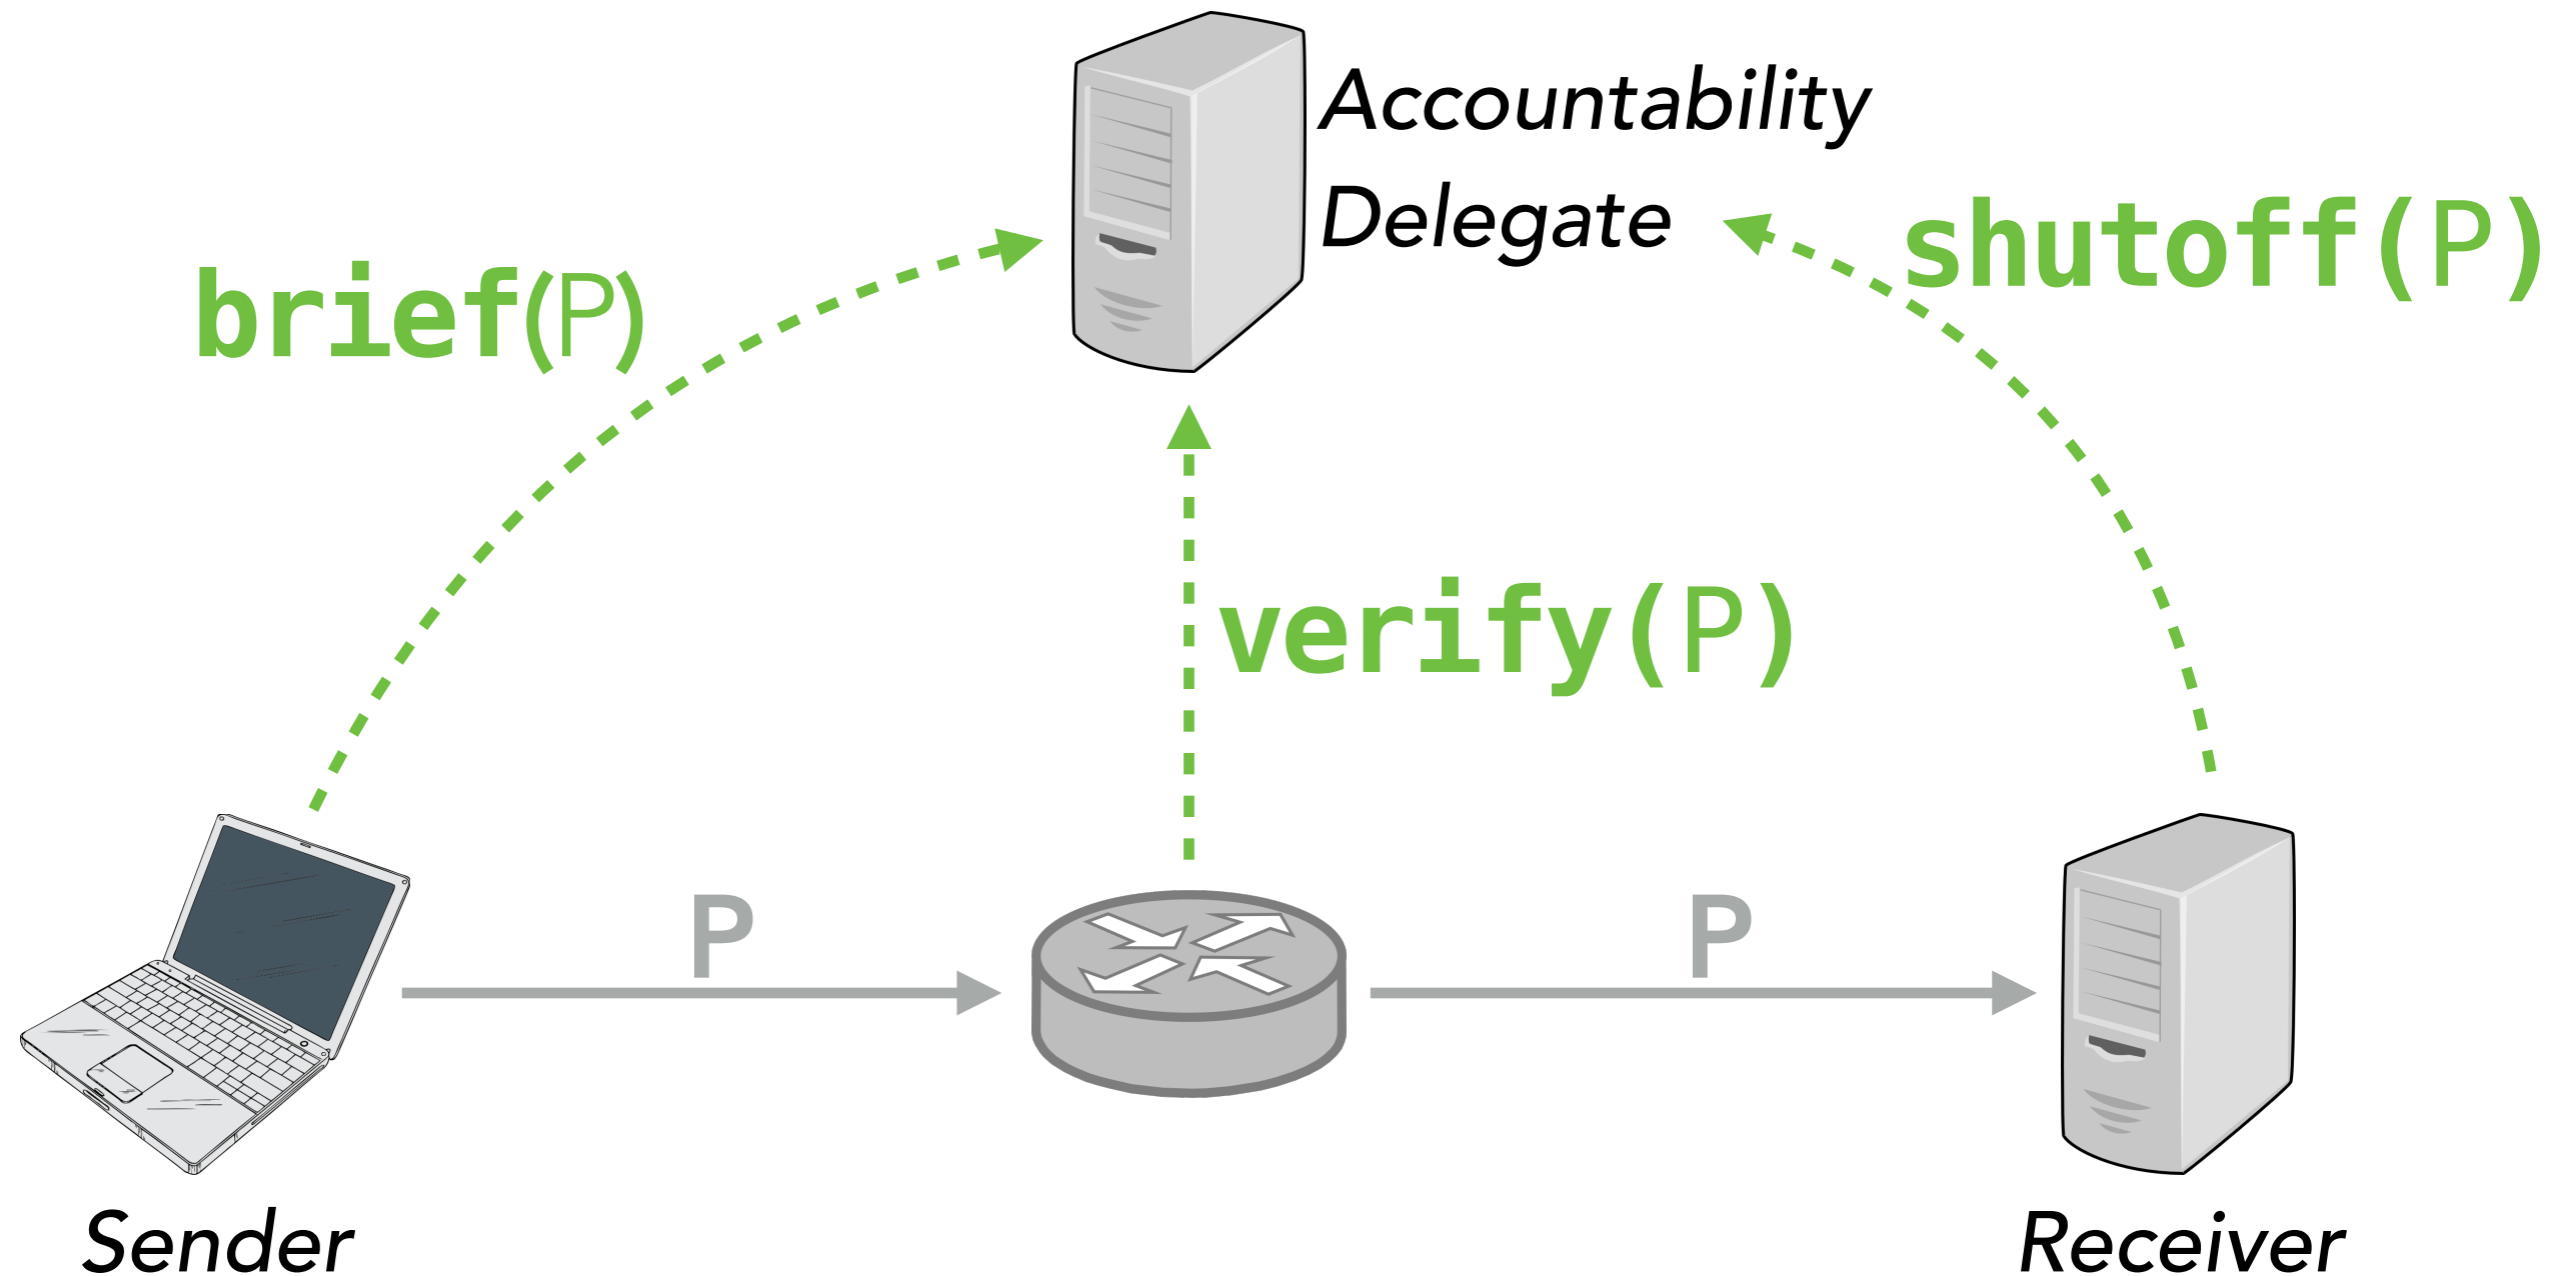 Accountability
Delegate
shutoff(P)
brief(P)
verify(P)
P
P
Sender
Receiver